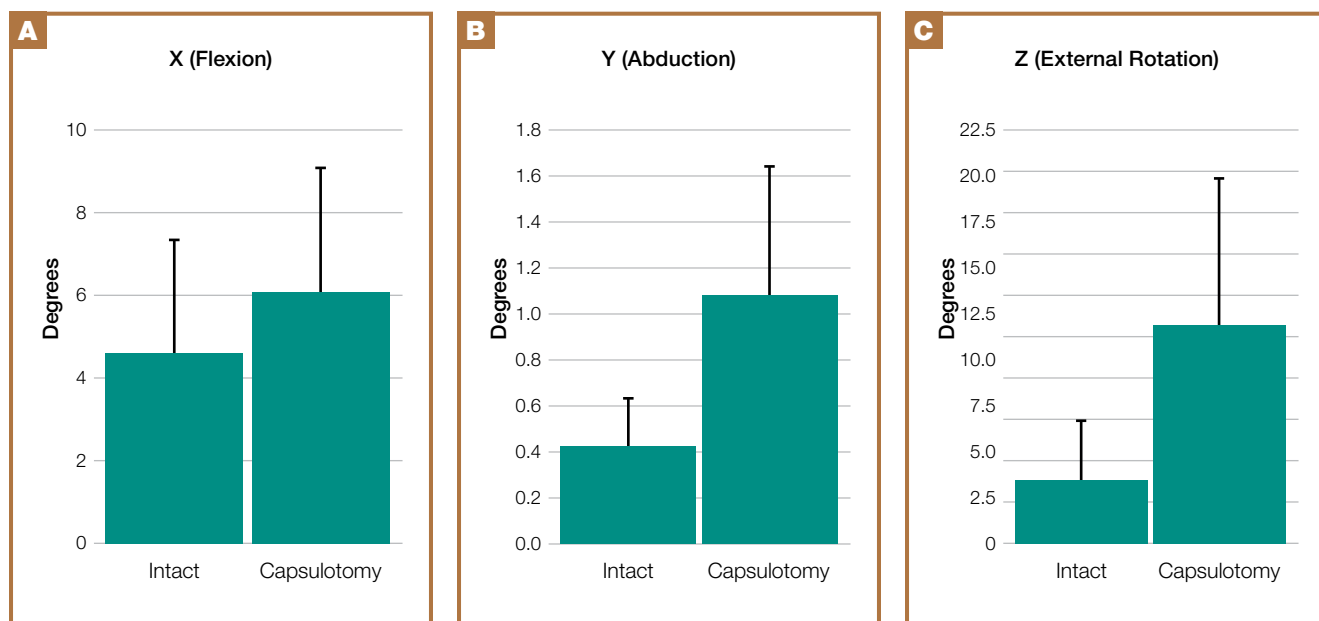 A
X (Flexion)
Degrees
10
8
6
4
2
0
Intact Capsulotomy
B
Y (Abduction)
Degrees
1.8
1.6
1.4
1.2
1.0
0.8
0.6
0.4
0.2
0.0
Intact Capsulotomy
C
Z (External Rotation)
Degrees
22.5
20.0
17.5
15.0
12.5
10.0
7.5
5.0
2.5
0
Intact Capsulotomy